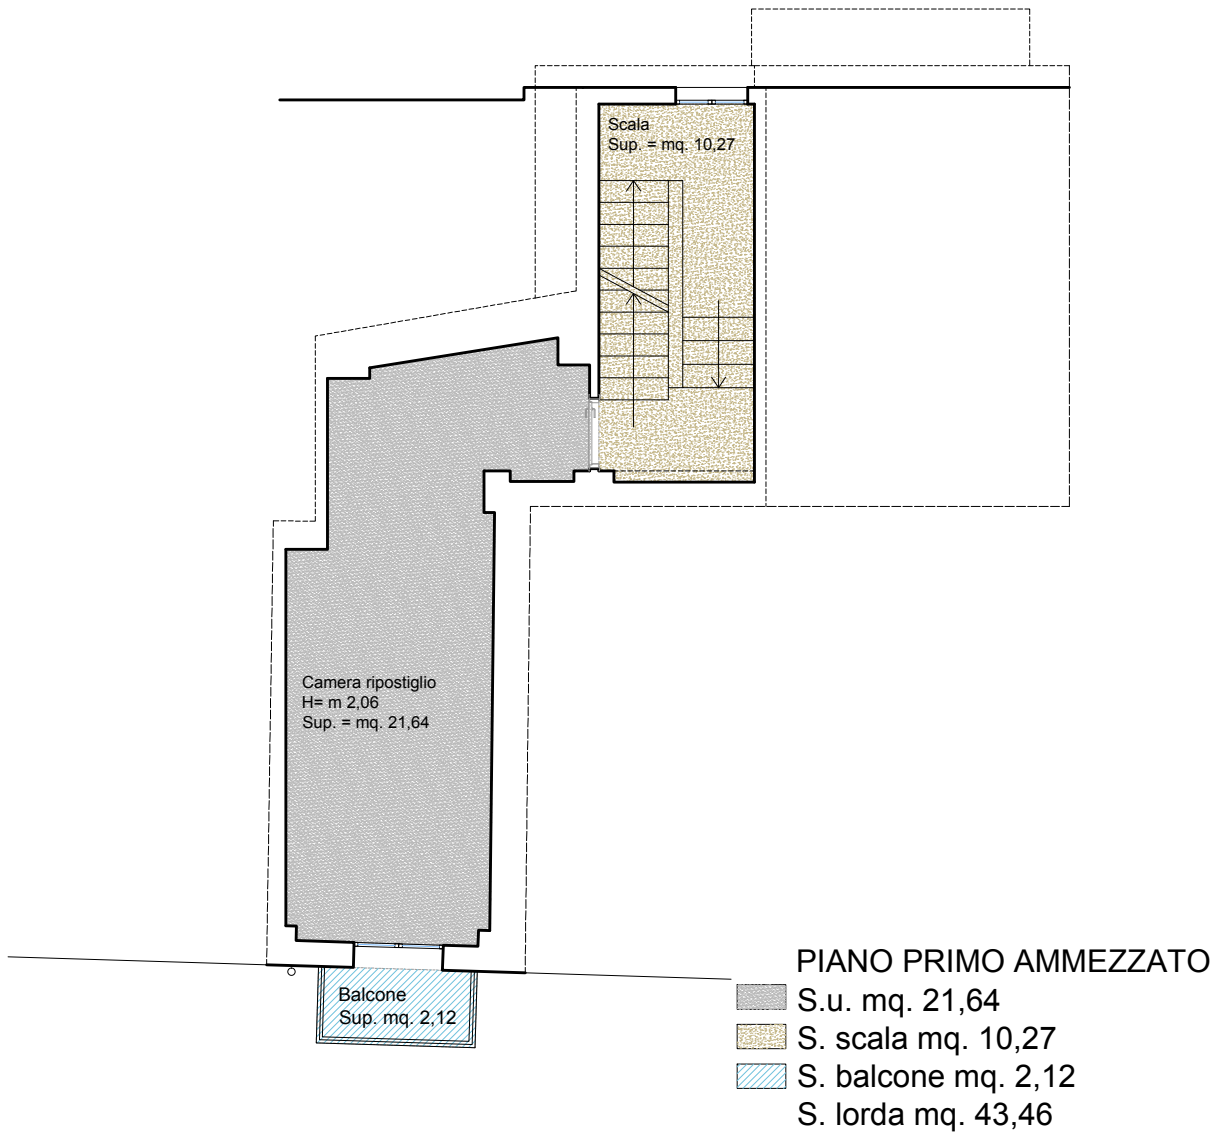 Scala
Sup. = mq. 10,27
Camera ripostiglio
H= m 2,06
Sup. = mq. 21,64
Balcone
Sup. mq. 2,12
PIANO PRIMO AMMEZZATO
S.u. mq. 21,64
S. scala mq. 10,27
S. balcone mq. 2,12
S. lorda mq. 43,46